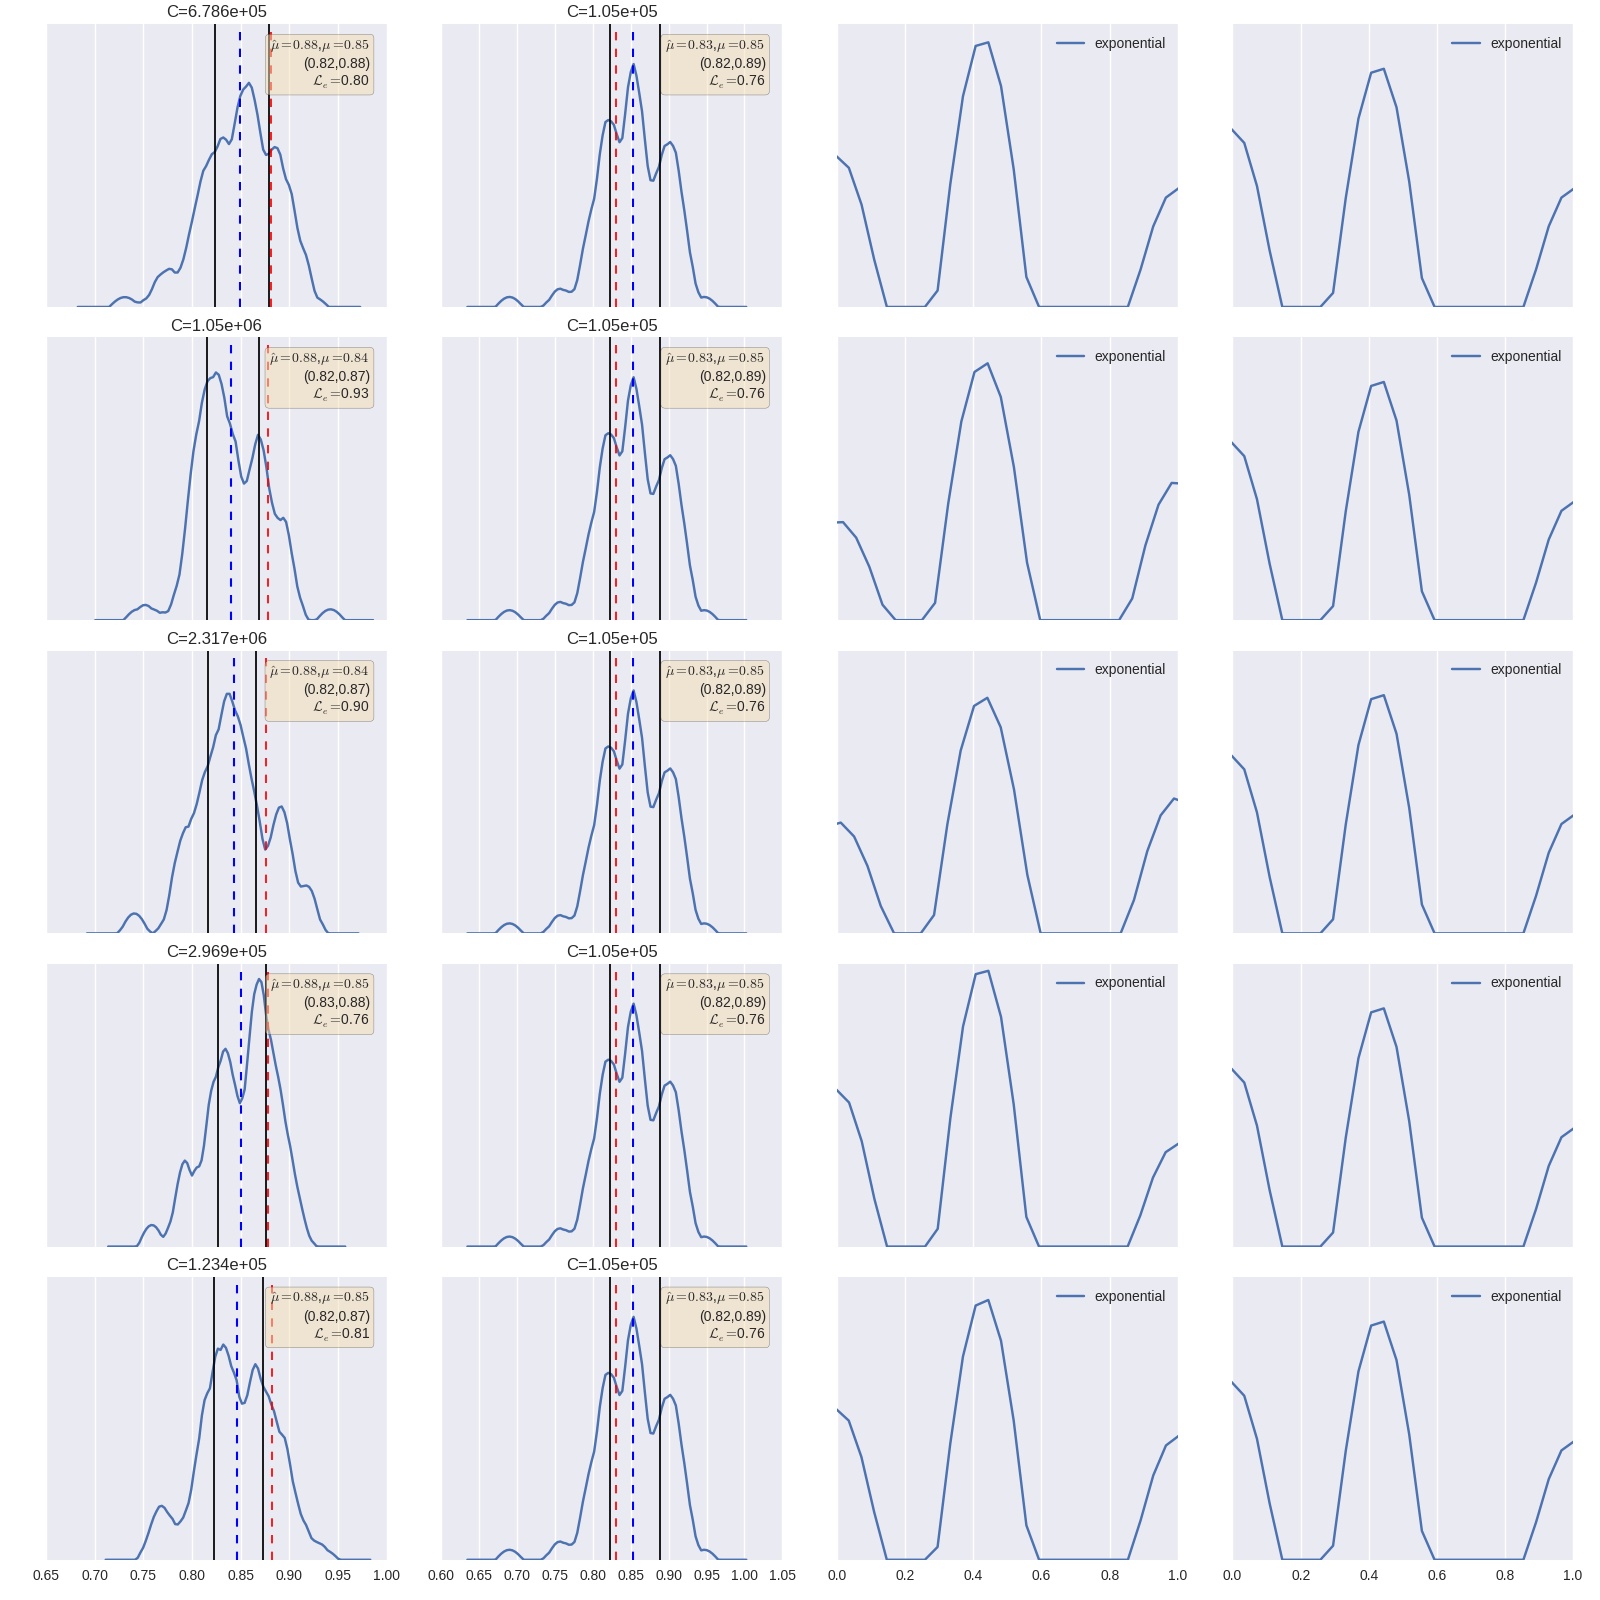 C=6.786e+05
C=1.05e+05
μ̂=0.88,μ=0.85
(0.82,0.88)
ℒₑ=0.80
μ̂=0.83,μ=0.85
(0.82,0.89)
ℒₑ=0.76
exponential
exponential
C=1.05e+06
C=1.05e+05
μ̂=0.88,μ=0.84
(0.82,0.87)
ℒₑ=0.93
μ̂=0.83,μ=0.85
(0.82,0.89)
ℒₑ=0.76
exponential
exponential
C=2.317e+06
C=1.05e+05
μ̂=0.88,μ=0.84
(0.82,0.87)
ℒₑ=0.90
μ̂=0.83,μ=0.85
(0.82,0.89)
ℒₑ=0.76
exponential
exponential
C=2.969e+05
C=1.05e+05
μ̂=0.88,μ=0.85
(0.83,0.88)
ℒₑ=0.76
μ̂=0.83,μ=0.85
(0.82,0.89)
ℒₑ=0.76
exponential
exponential
C=1.234e+05
C=1.05e+05
μ̂=0.88,μ=0.85
(0.82,0.87)
ℒₑ=0.81
μ̂=0.83,μ=0.85
(0.82,0.89)
ℒₑ=0.76
exponential
exponential
0.65 0.70 0.75 0.80 0.85 0.90 0.95 1.00
0.60 0.65 0.70 0.75 0.80 0.85 0.90 0.95 1.00 1.05
0.0 0.2 0.4 0.6 0.8 1.0
0.0 0.2 0.4 0.6 0.8 1.0